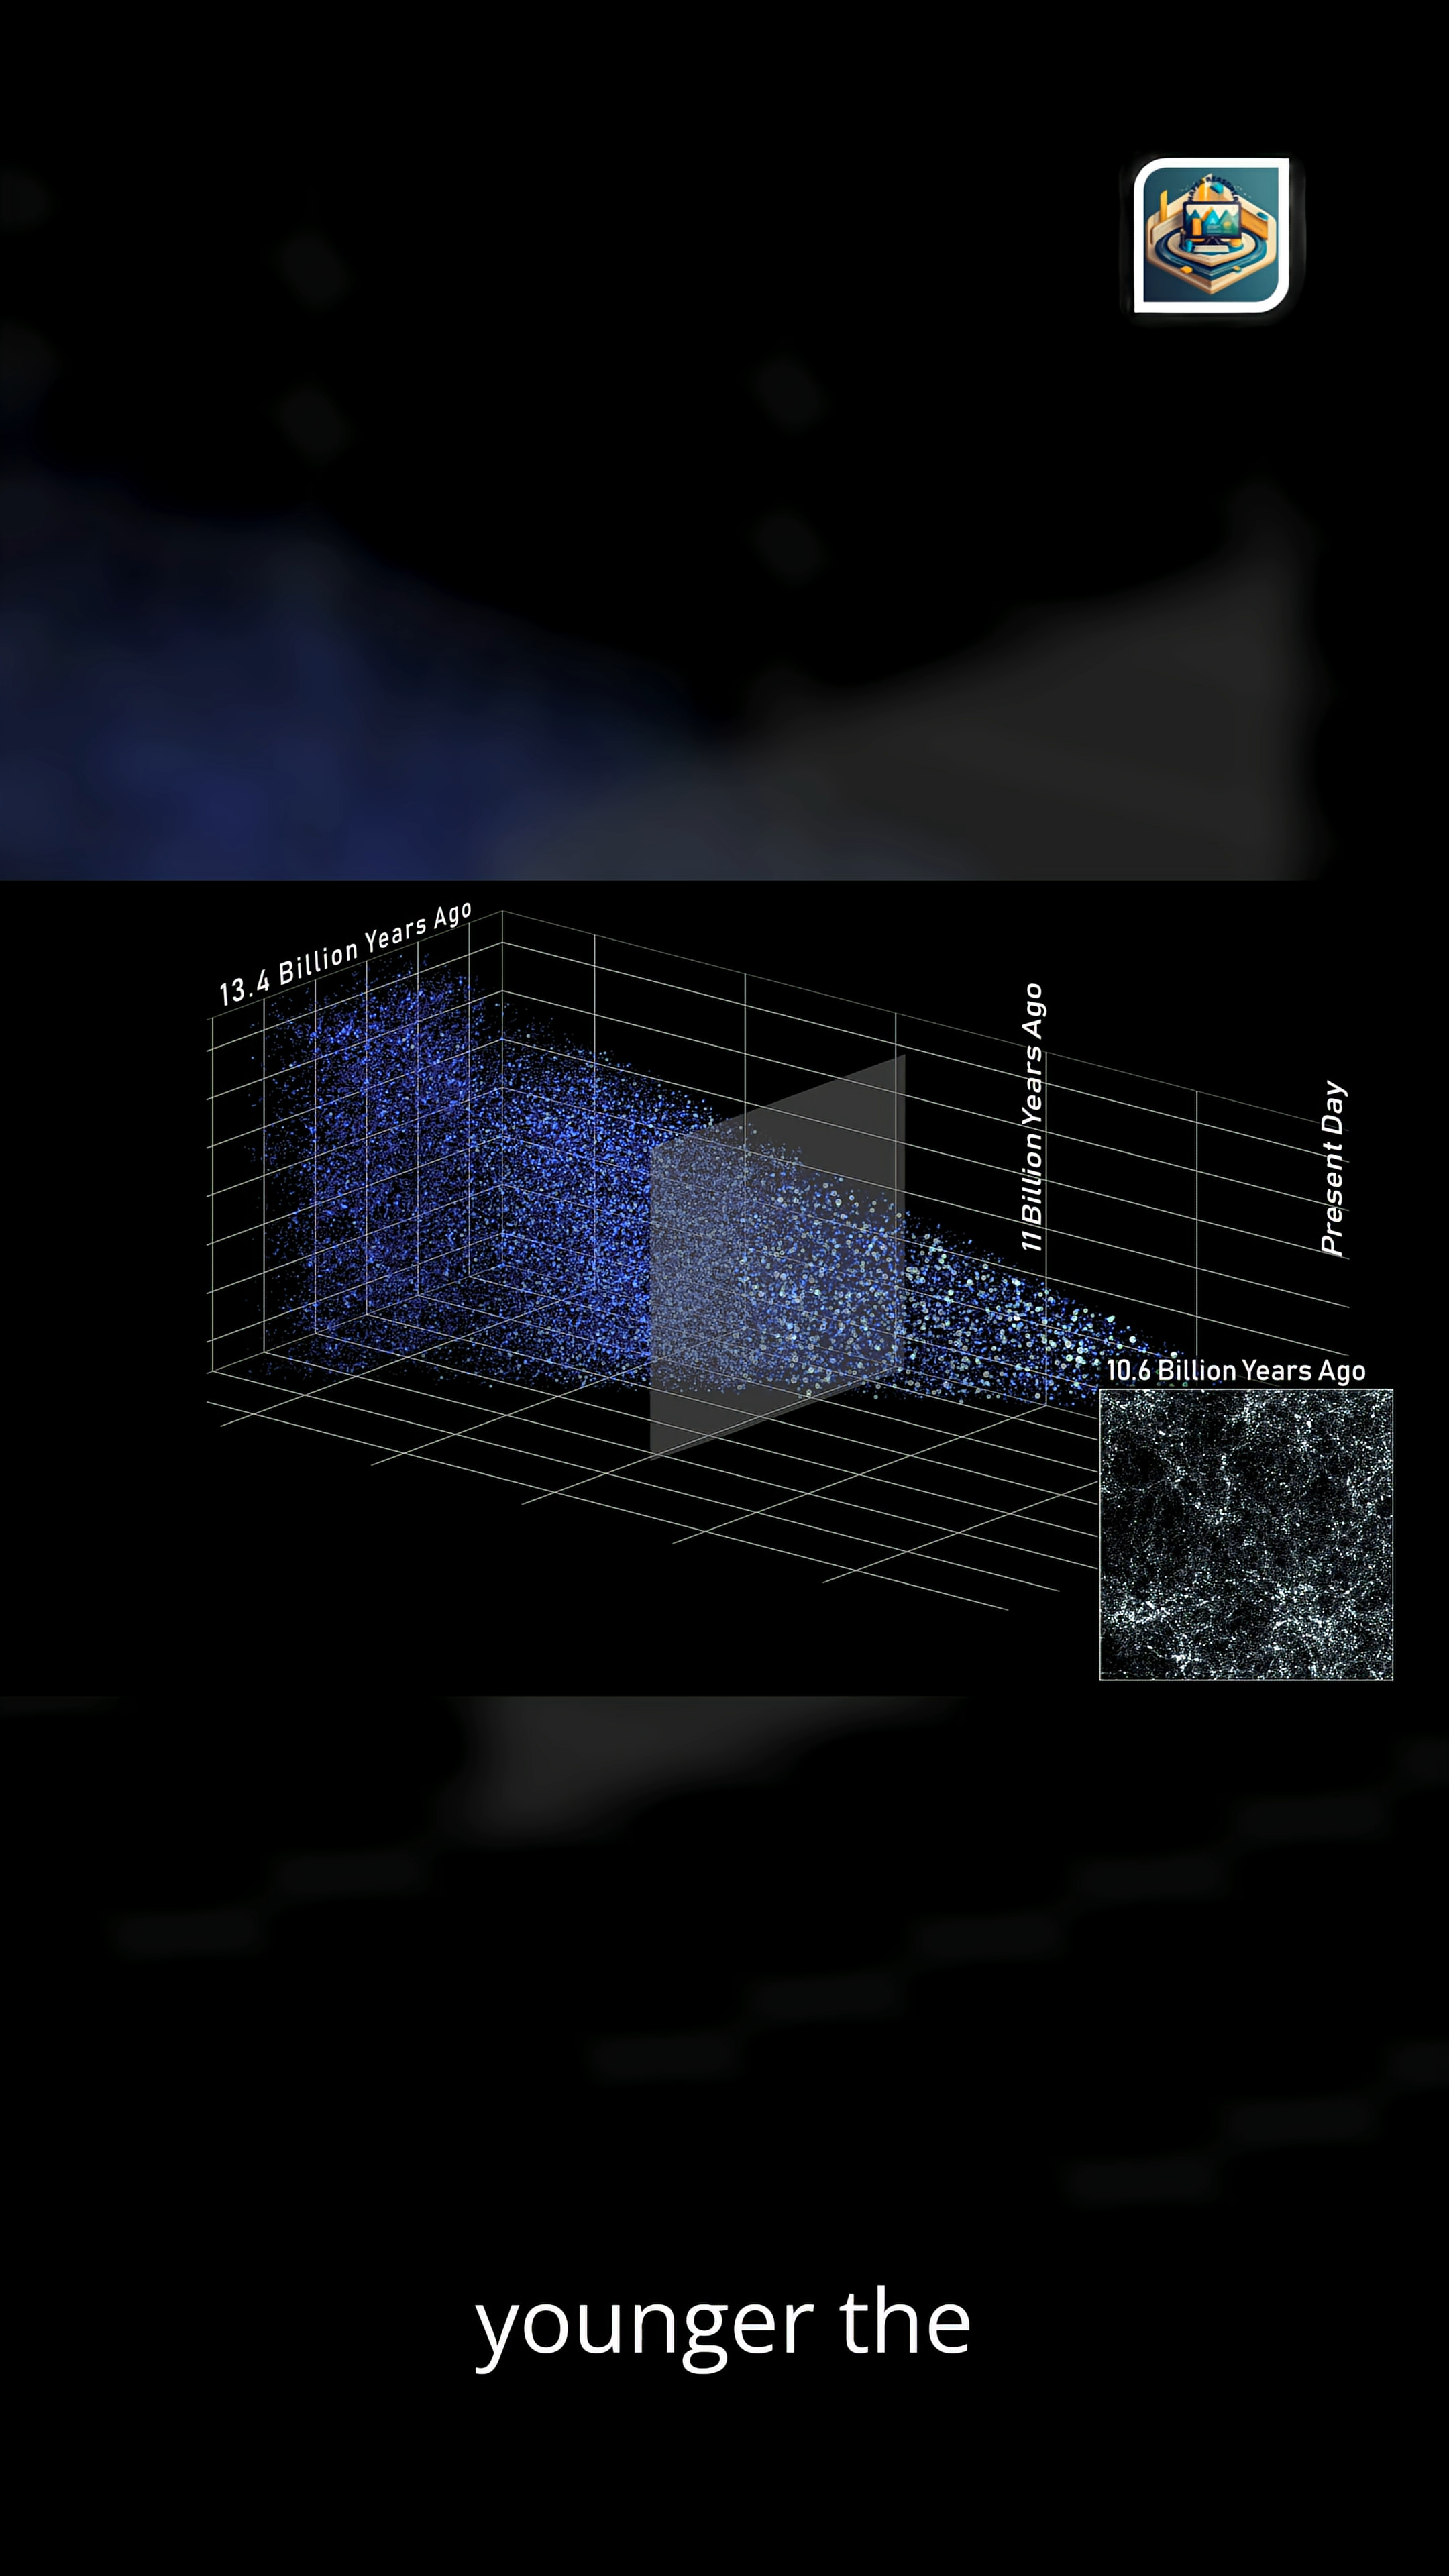 13.4 Billion Years Ago
11 Billion Years Ago
Present Day
10.6 Billion Years Ago
younger the